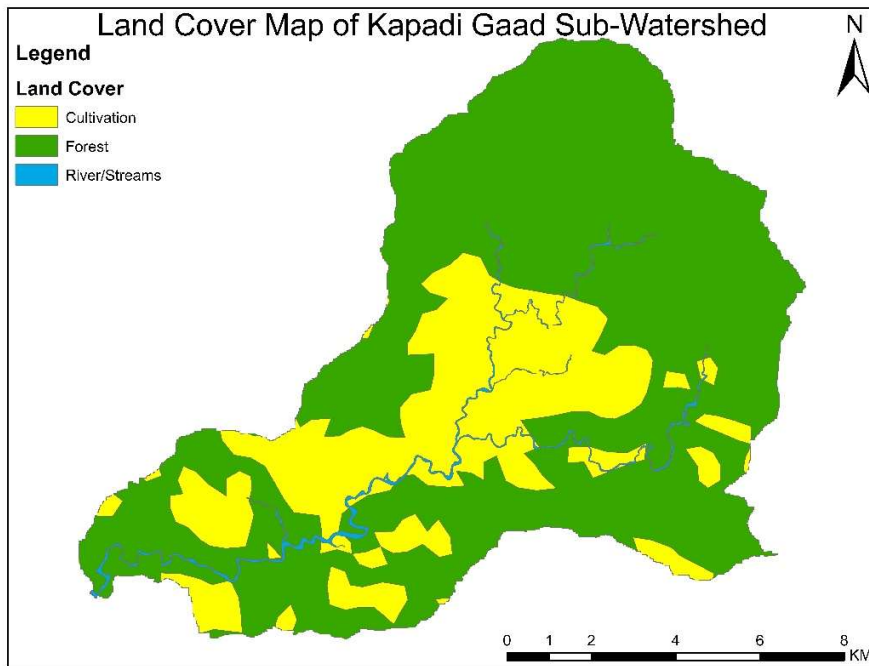 Land Cover Map of Kapadi Gaad Sub-Watershed
N
Legend
Land Cover
Cultivation
Forest
River/Streams
0 1 2 4 6 8
KM